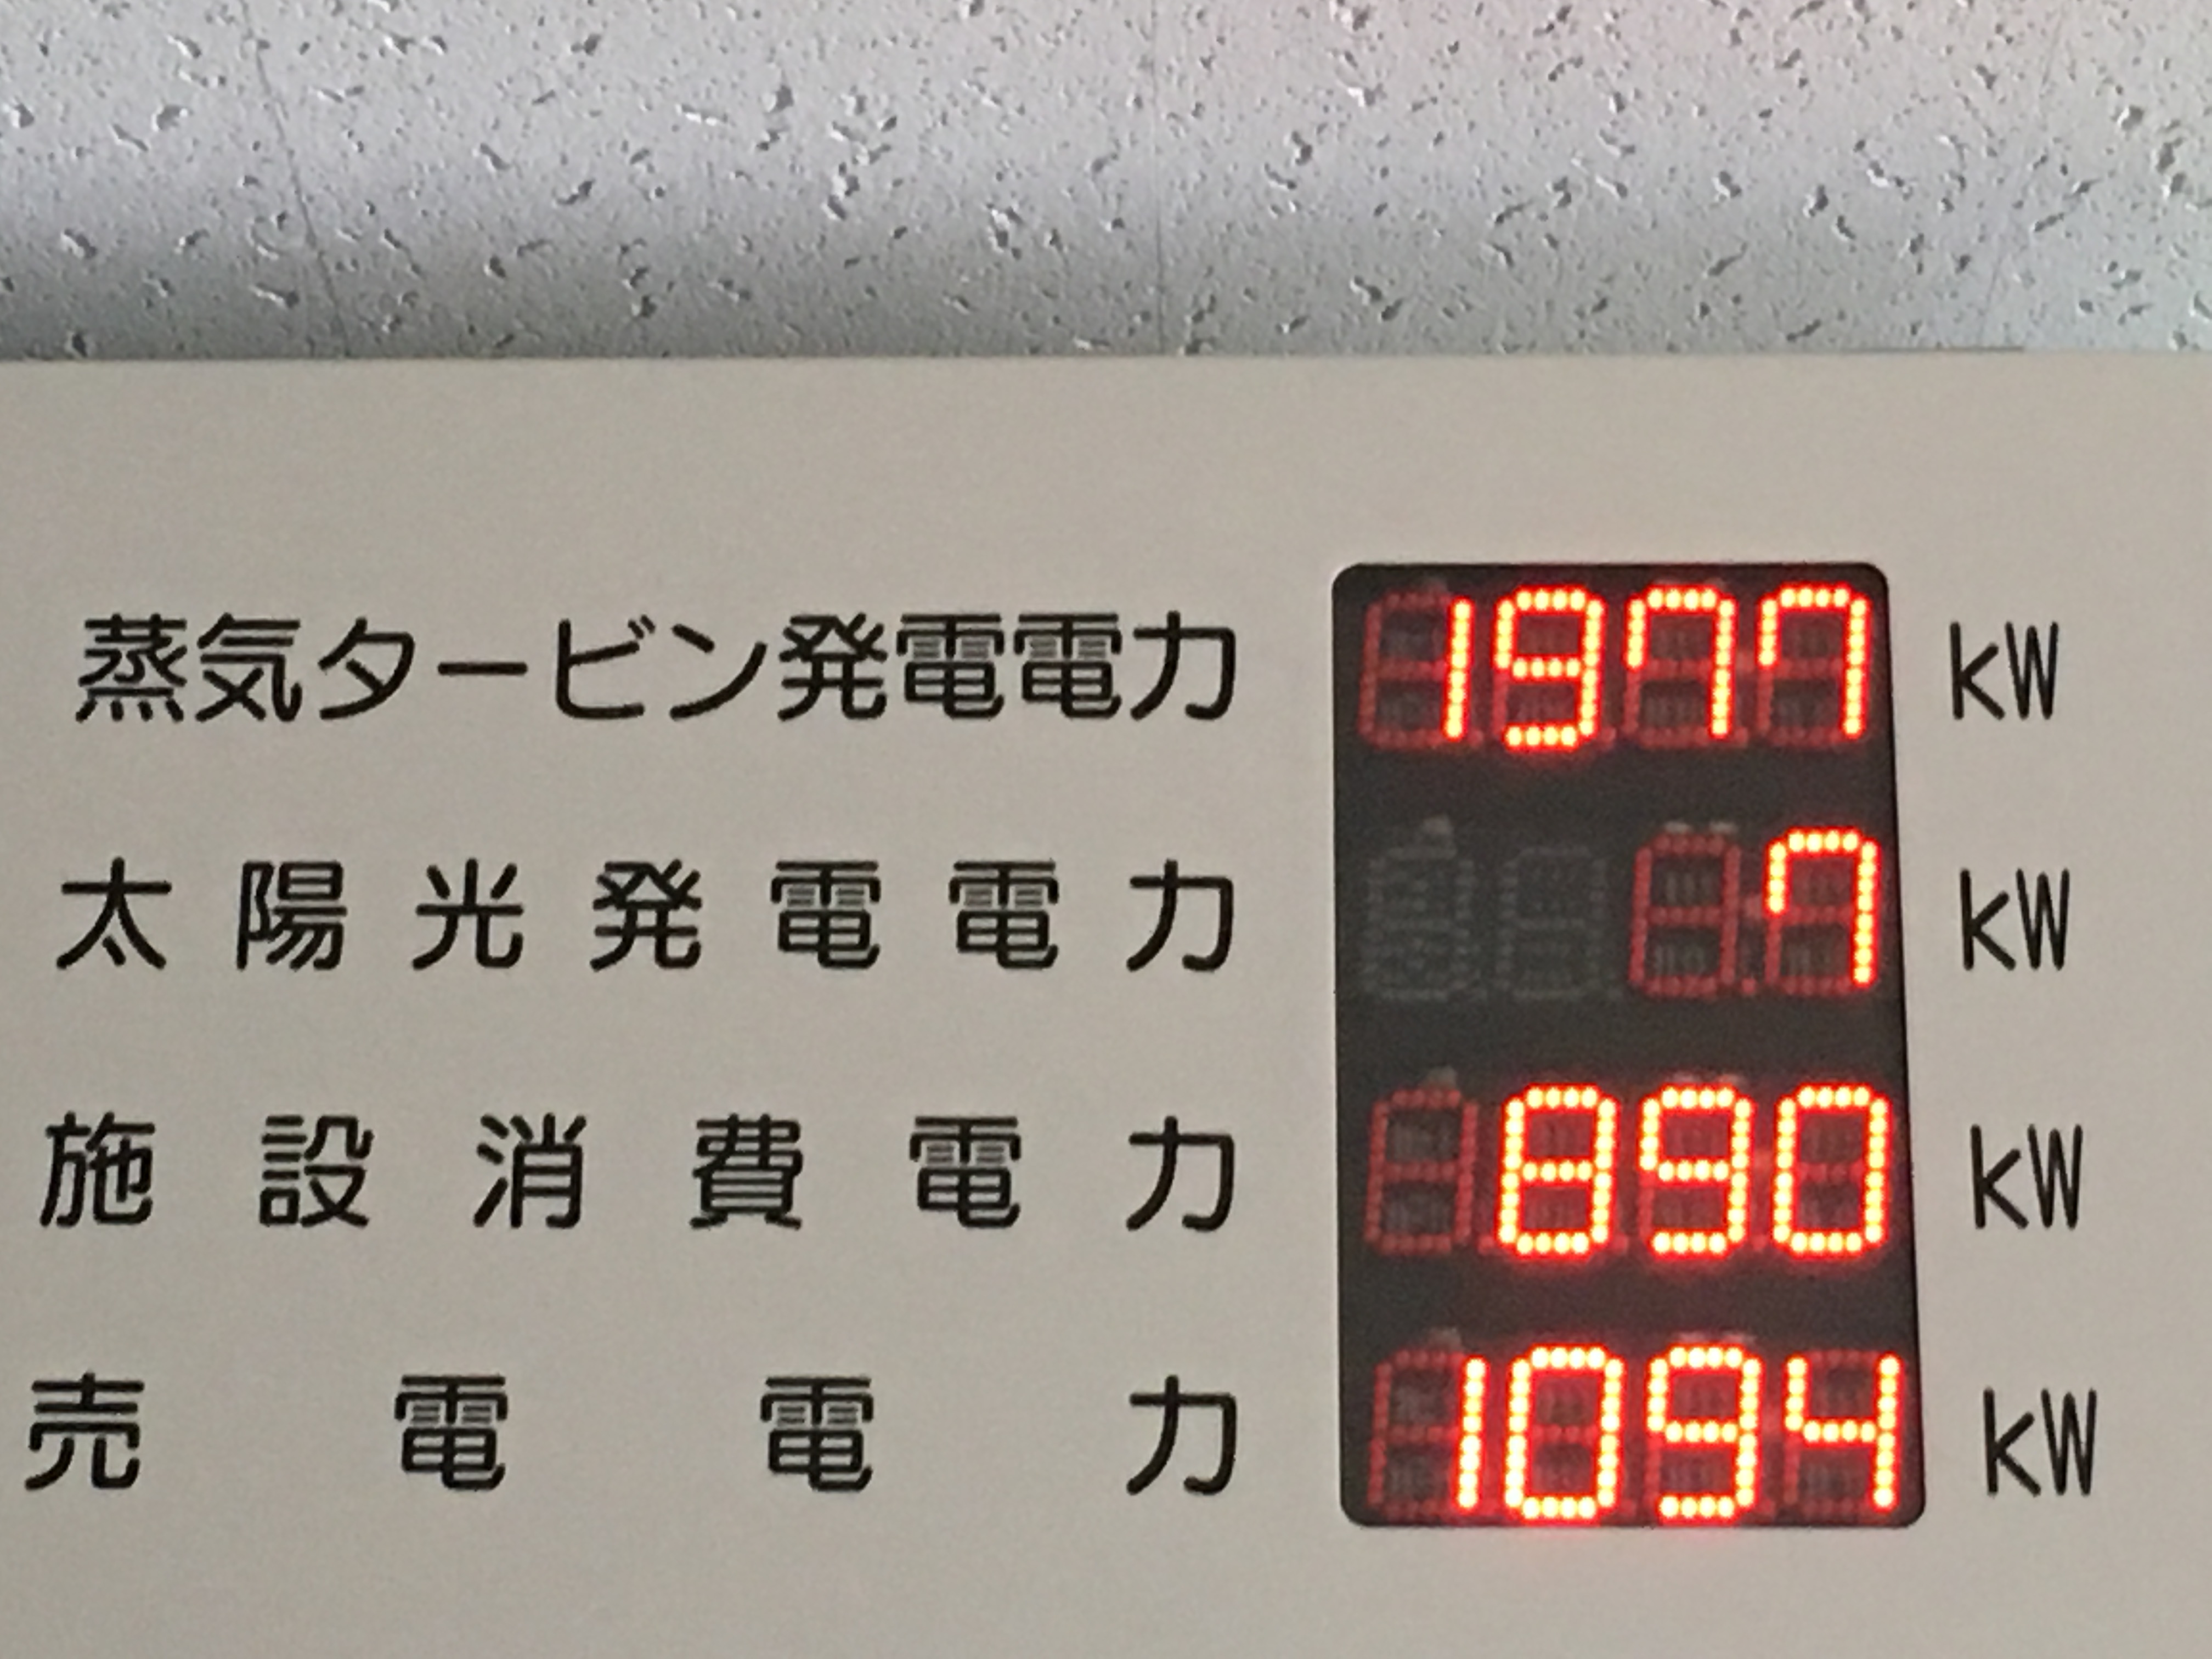 蒸気タービン発電電力 1977 kW
太陽光発電電力 7 kW
施設消費電力 890 kW
売電電力 1094 kW